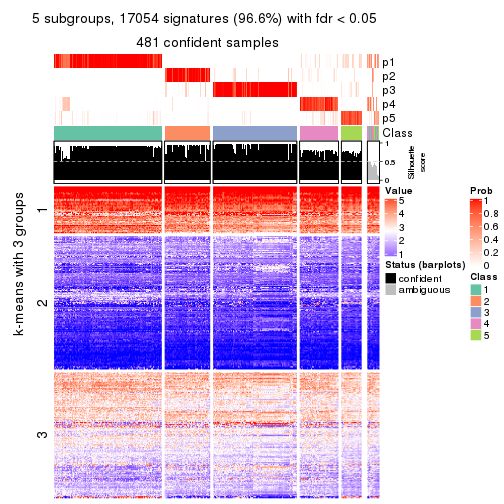 5 subgroups, 17054 signatures (96.6%) with fdr < 0.05
481 confident samples
p1
p2
p3
p4
p5
Class
1
0.5
0
Silhouette
score
k-means with 3 groups
1
2
3
Value
5
4
3
2
1
Status (barplots)
confident
ambiguous
Prob
1
0.8
0.6
0.4
0.2
0
Class
1
2
3
4
5